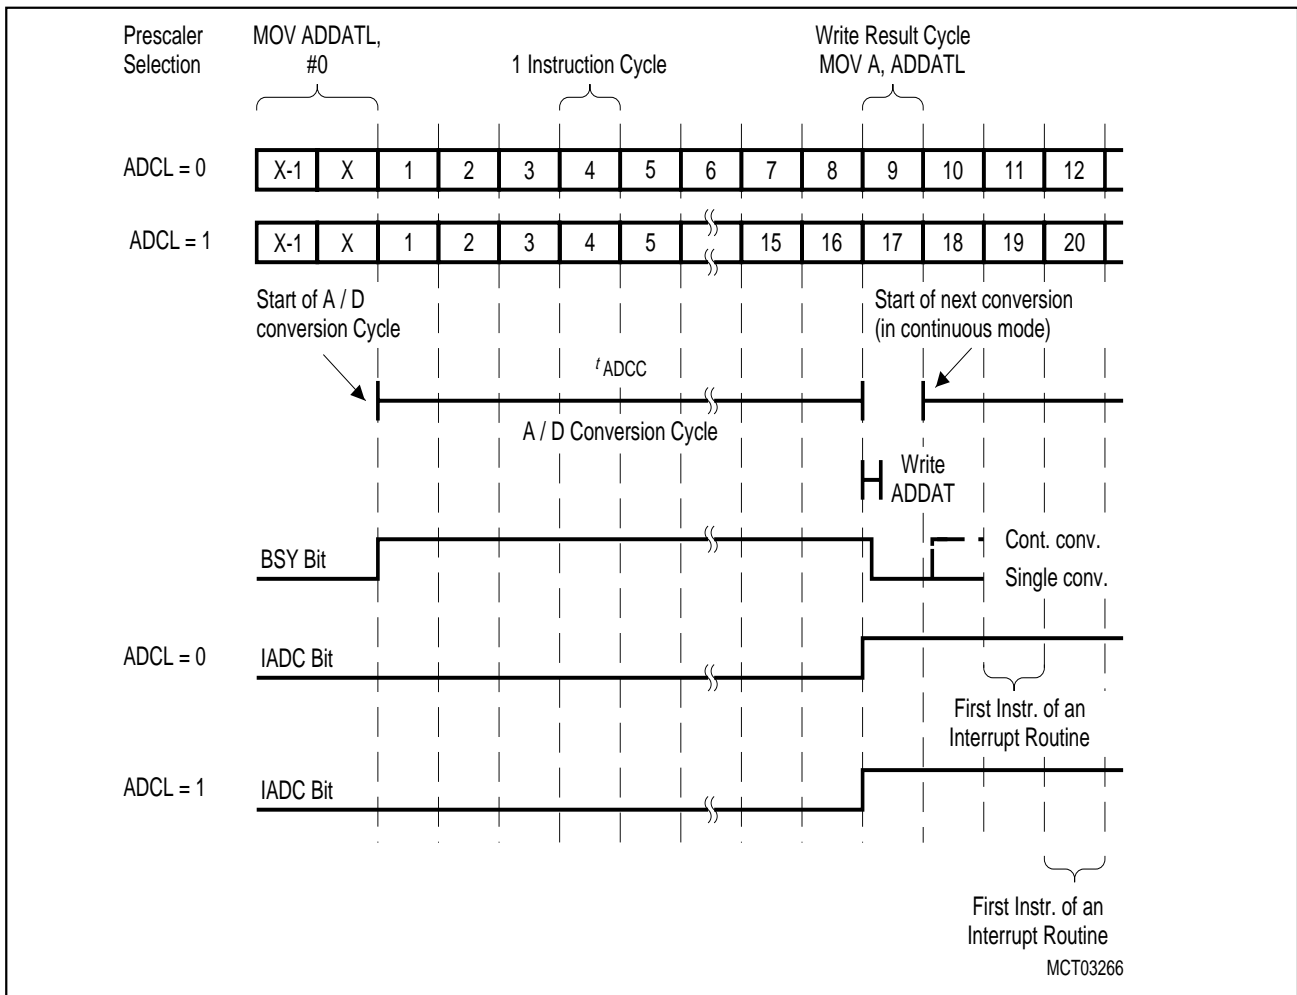 Prescaler
Selection
MOV ADDATL,
#0
1 Instruction Cycle
Write Result Cycle
MOV A, ADDATL
ADCL = 0
X-1 X 1 2 3 4 5 6 7 8 9 10 11 12
ADCL = 1
X-1 X 1 2 3 4 5 15 16 17 18 19 20
Start of A / D
conversion Cycle
Start of next conversion
(in continuous mode)
t ADCC
A / D Conversion Cycle
Write
ADDAT
BSY Bit
Cont. conv.
Single conv.
ADCL = 0
IADC Bit
First Instr. of an
Interrupt Routine
ADCL = 1
IADC Bit
First Instr. of an
Interrupt Routine
MCT03266